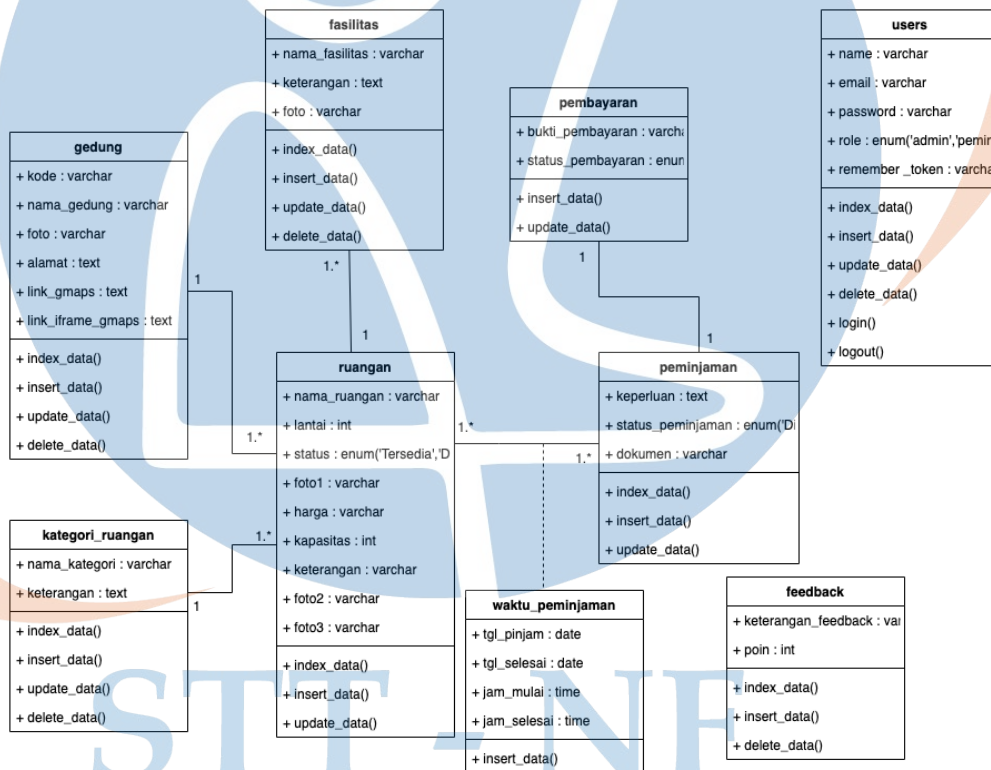 fasilitas
+ nama_fasilitas : varchar
+ keterangan : text
+ foto : varchar
+ index_data()
+ insert_data()
+ update_data()
+ delete_data()
users
+ name : varchar
+ email : varchar
+ password : varchar
+ role : enum('admin','pemin
+ remember _token : varcha
+ index_data()
+ insert_data()
+ update_data()
+ delete_data()
+ login()
+ logout()
pembayaran
+ bukti_pembayaran : varcha
+ status_pembayaran : enum
+ insert_data()
+ update_data()
gedung
+ kode : varchar
+ nama_gedung : varchar
+ foto : varchar
+ alamat : text
+ link_gmaps : text
+ link_iframe_gmaps : text
+ index_data()
+ insert_data()
+ update_data()
+ delete_data()
1
1.*
1.*
1
1
1
ruangan
+ nama_ruangan : varchar
+ lantai : int
+ status : enum('Tersedia','D
+ foto1 : varchar
+ harga : varchar
+ kapasitas : int
+ keterangan : varchar
+ foto2 : varchar
+ foto3 : varchar
+ index_data()
+ insert_data()
+ update_data()
1.*
1.*
peminjaman
+ keperluan : text
+ status_peminjaman : enum('Di
+ dokumen : varchar
+ index_data()
+ insert_data()
+ update_data()
kategori_ruangan
+ nama_kategori : varchar
+ keterangan : text
+ index_data()
+ insert_data()
+ update_data()
+ delete_data()
1.*
1
waktu_peminjaman
+ tgl_pinjam : date
+ tgl_selesai : date
+ jam_mulai : time
+ jam_selesai : time
+ insert_data()
feedback
+ keterangan_feedback : var
+ poin : int
+ index_data()
+ insert_data()
+ delete_data()
STT - NF